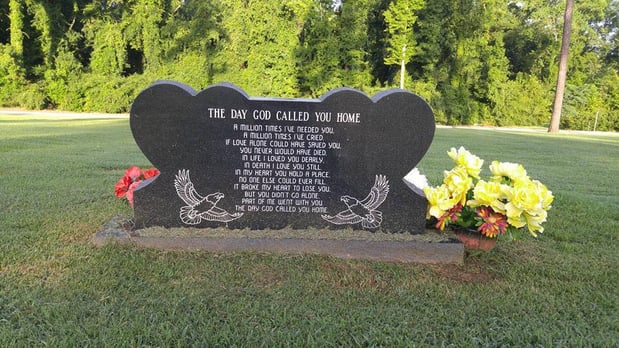 THE DAY GOD CALLED YOU HOME
A MILLION TIMES I'VE NEEDED YOU,
A MILLION TIMES I'VE CRIED.
IF LOVE ALONE COULD HAVE SAVED YOU,
YOU NEVER WOULD HAVE DIED.
IN LIFE I LOVED YOU DEARLY,
IN DEATH I LOVE YOU STILL
IN MY HEART YOU HOLD A PLACE,
NO ONE ELSE COULD EVER FILL
IT BROKE MY HEART TO LOSE YOU,
BUT YOU DIDN'T GO ALONE.
PART OF ME WENT WITH YOU
THE DAY GOD CALLED YOU HOME.